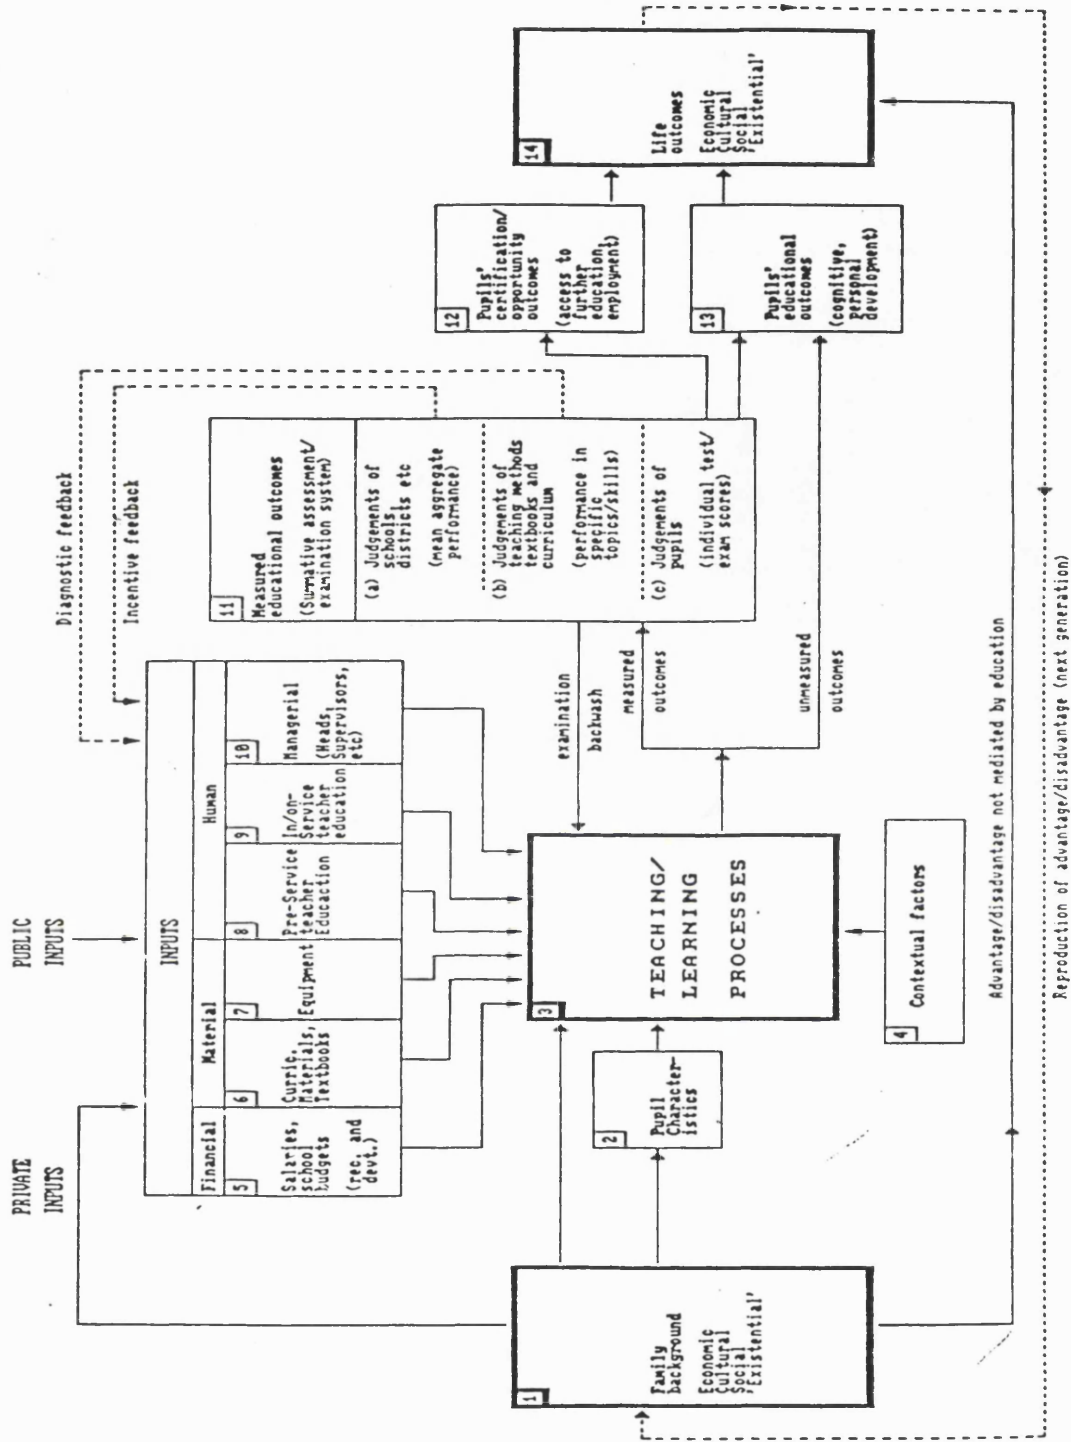 PRIVATE
INPUTS
PUBLIC
INPUTS
Diagnostic feedback
Incentive feedback
INPUTS
Financial
Material
Human
5
Salaries,
school
budgets
(rec. and
devt.)
6
Curric,
Materials,
Textbooks
7
Equipment
8
Pre-Service
teacher
Educaction
9
In/on-
Service
teacher
education
10
Managerial
(Heads,
Supervisors,
etc)
11
Measured
educational outcomes
(Summative assessment/
examination system)
(a) Judgements of
schools,
districts etc
(mean aggregate
performance)
(b) Judgements of
teaching methods
textbooks and
curriculum
(performance in
specific
topics/skills)
(c) Judgements of
pupils
(individual test/
exam scores)
12
Pupils'
certification/
opportunity
outcomes
(access to
further
education,
employment)
13
Pupils'
educational
outcomes
(cognitive,
personal
development)
14
Life
outcomes
Economic
Cultural
Social
'Existential'
1
Family
background
Economic
Cultural
Social
'Existential'
2
Pupil
Character-
istics
3
TEACHING/
LEARNING
PROCESSES
examination
backwash
measured
outcomes
unmeasured
outcomes
4
Contextual factors
Advantage/disadvantage not mediated by education
Reproduction of advantage/disadvantage (next generation)